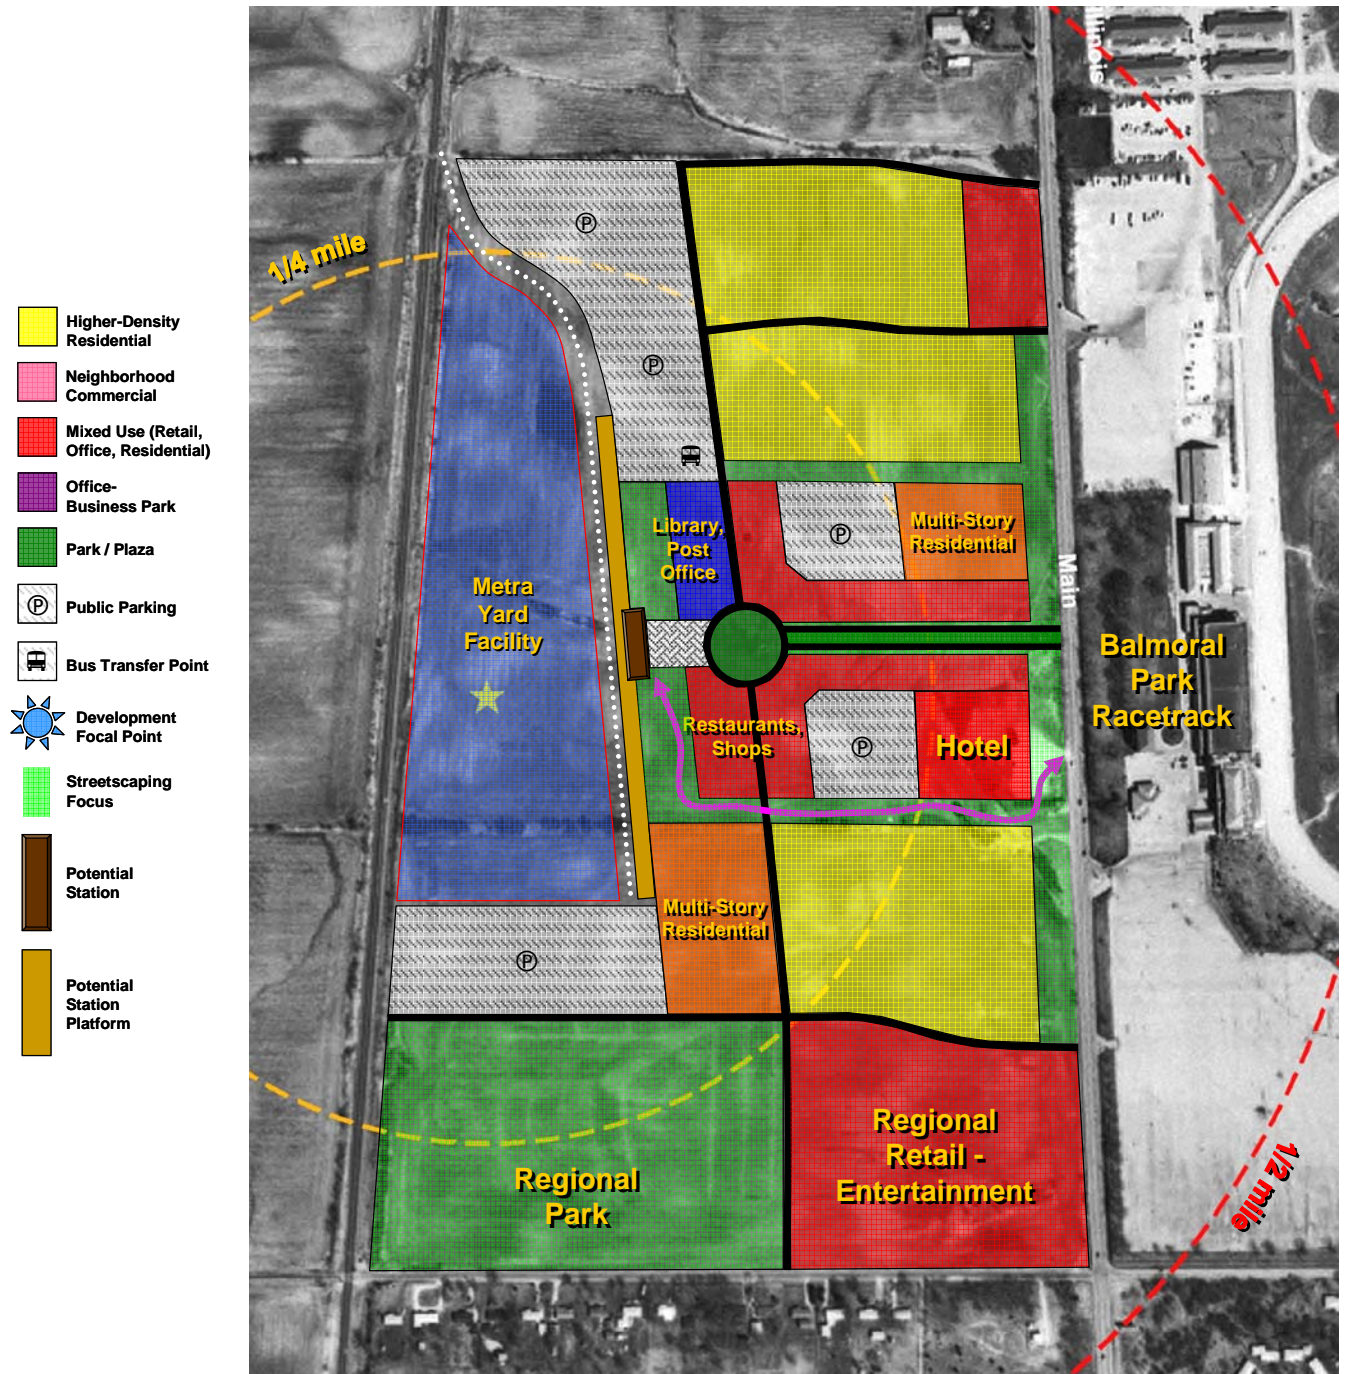 Illinois
1/4 mile
Higher-Density
Residential
Neighborhood
Commercial
Mixed Use (Retail,
Office, Residential)
Office-
Business Park
Park / Plaza
P
Public Parking
Bus Transfer Point
Development
Focal Point
Streetscaping
Focus
Potential
Station
Potential
Station
Platform
P
P
Library,
Post
Office
P
Multi-Story
Residential
Main
Metra
Yard
Facility
Balmoral
Park
Racetrack
Restaurants,
Shops
P
Hotel
Multi-Story
Residential
P
Regional
Park
Regional
Retail -
Entertainment
1/2 mile